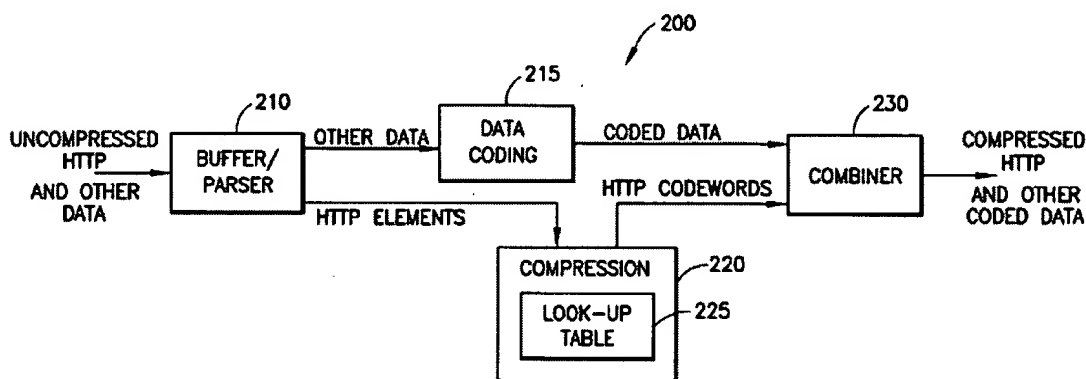 200
210
215
230
UNCOMPRESSED
HTTP
AND OTHER
DATA
BUFFER/
PARSER
OTHER DATA
DATA
CODING
CODED DATA
COMBINER
COMPRESSED
HTTP
AND OTHER
CODED DATA
HTTP ELEMENTS
HTTP CODEWORDS
COMPRESSION
220
LOOK-UP
TABLE
225